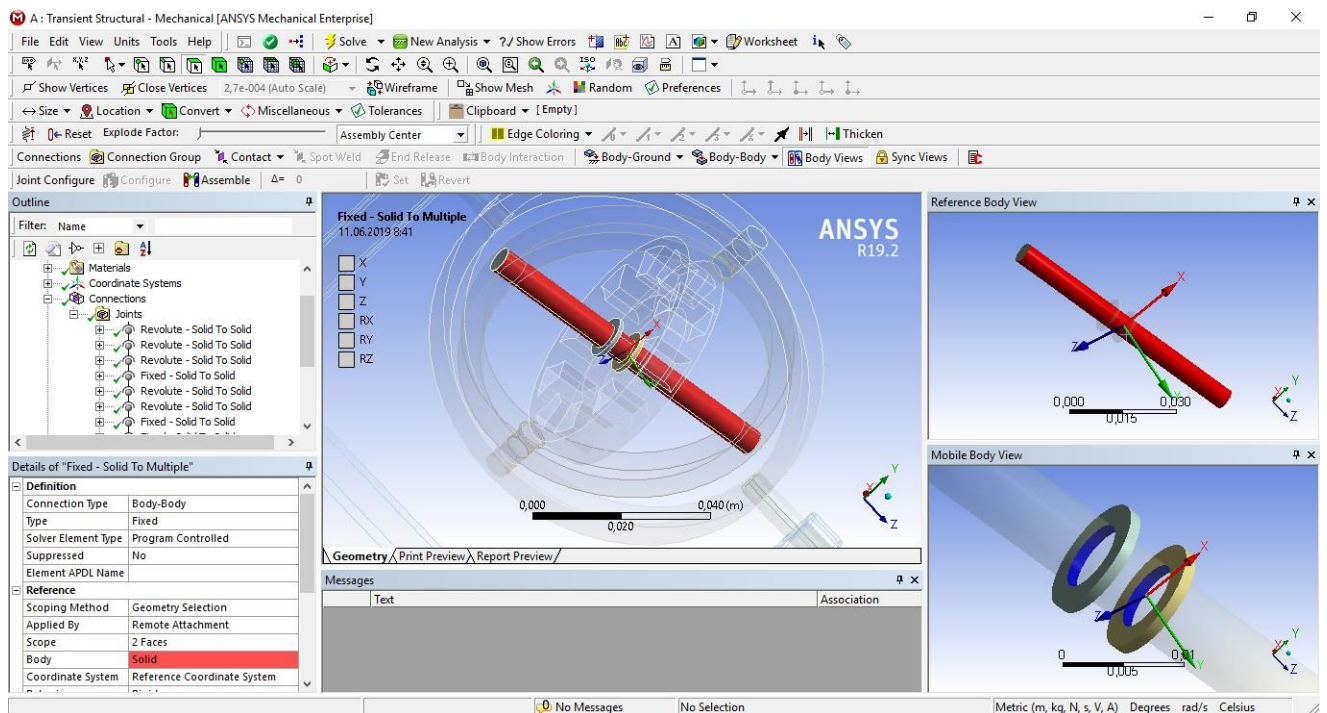 A : Transient Structural - Mechanical [ANSYS Mechanical Enterprise]
File Edit View Units Tools Help Solve New Analysis ?/ Show Errors Worksheet
Show Vertices Close Vertices 2,7e-004 (Auto Scale) Wireframe Show Mesh Random Preferences
Size Location Convert Miscellaneous Tolerances Clipboard [Empty]
Reset Explode Factor: Assembly Center Edge Coloring Thicken
Connections Connection Group Contact Spot Weld End Release Body Interaction Body-Ground Body-Body Body Views Sync Views
Joint Configure Configure Assemble Δ= 0 Set Revert
Outline
Filter: Name
Materials
Coordinate Systems
Connections
Joints
Revolute - Solid To Solid
Revolute - Solid To Solid
Revolute - Solid To Solid
Fixed - Solid To Solid
Revolute - Solid To Solid
Revolute - Solid To Solid
Fixed - Solid To Solid
Details of "Fixed - Solid To Multiple"
Definition
Connection Type Body-Body
Type Fixed
Solver Element Type Program Controlled
Suppressed No
Element APDL Name
Reference
Scoping Method Geometry Selection
Applied By Remote Attachment
Scope 2 Faces
Body Solid
Coordinate System Reference Coordinate System
Fixed - Solid To Multiple
11.06.2019 8:41
X
Y
Z
RX
RY
RZ
ANSYS
R19.2
X
Z
Y
Z
X
0,000 0,040 (m)
0,020
Geometry Print Preview Report Preview
Messages
Text Association
Reference Body View
X
Z
Y
0,000 0,030
0,015
Y
X
Z
Mobile Body View
X
Z
Y
0 0,01
0,005
Y
X
Z
0 No Messages No Selection Metric (m, kg, N, s, V, A) Degrees rad/s Celsius